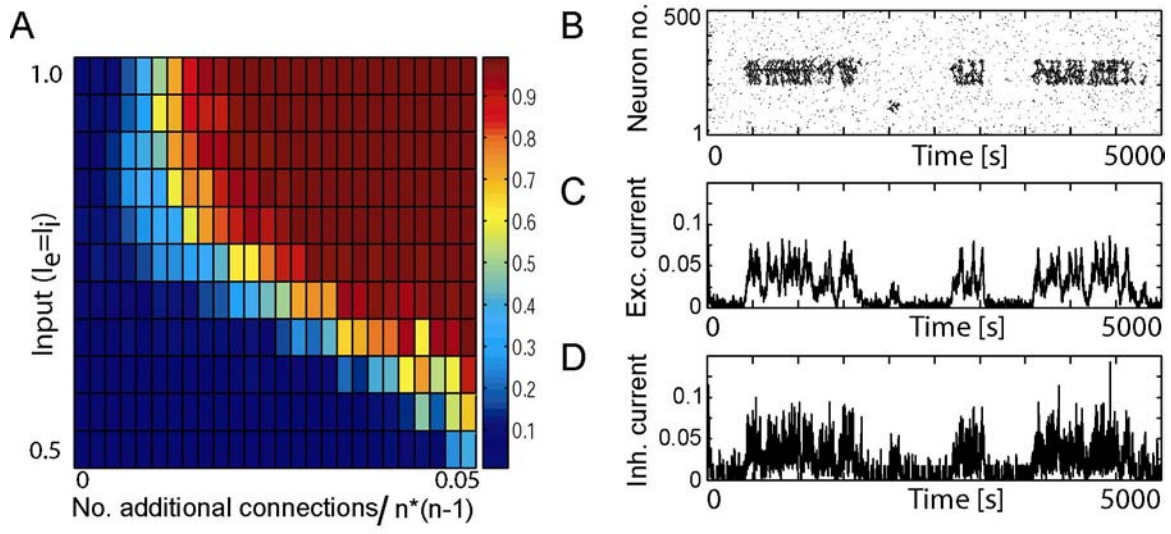 A
1.0
Input (Ie=Ii)
0.5
0
0.05
No. additional connections/ n*(n-1)
0.9
0.8
0.7
0.6
0.5
0.4
0.3
0.2
0.1
B
500
Neuron no.
1
0
Time [s]
5000
C
0.1
Exc. current
0.05
0
0
Time [s]
5000
D
0.1
Inh. current
0.05
0
0
Time [s]
5000